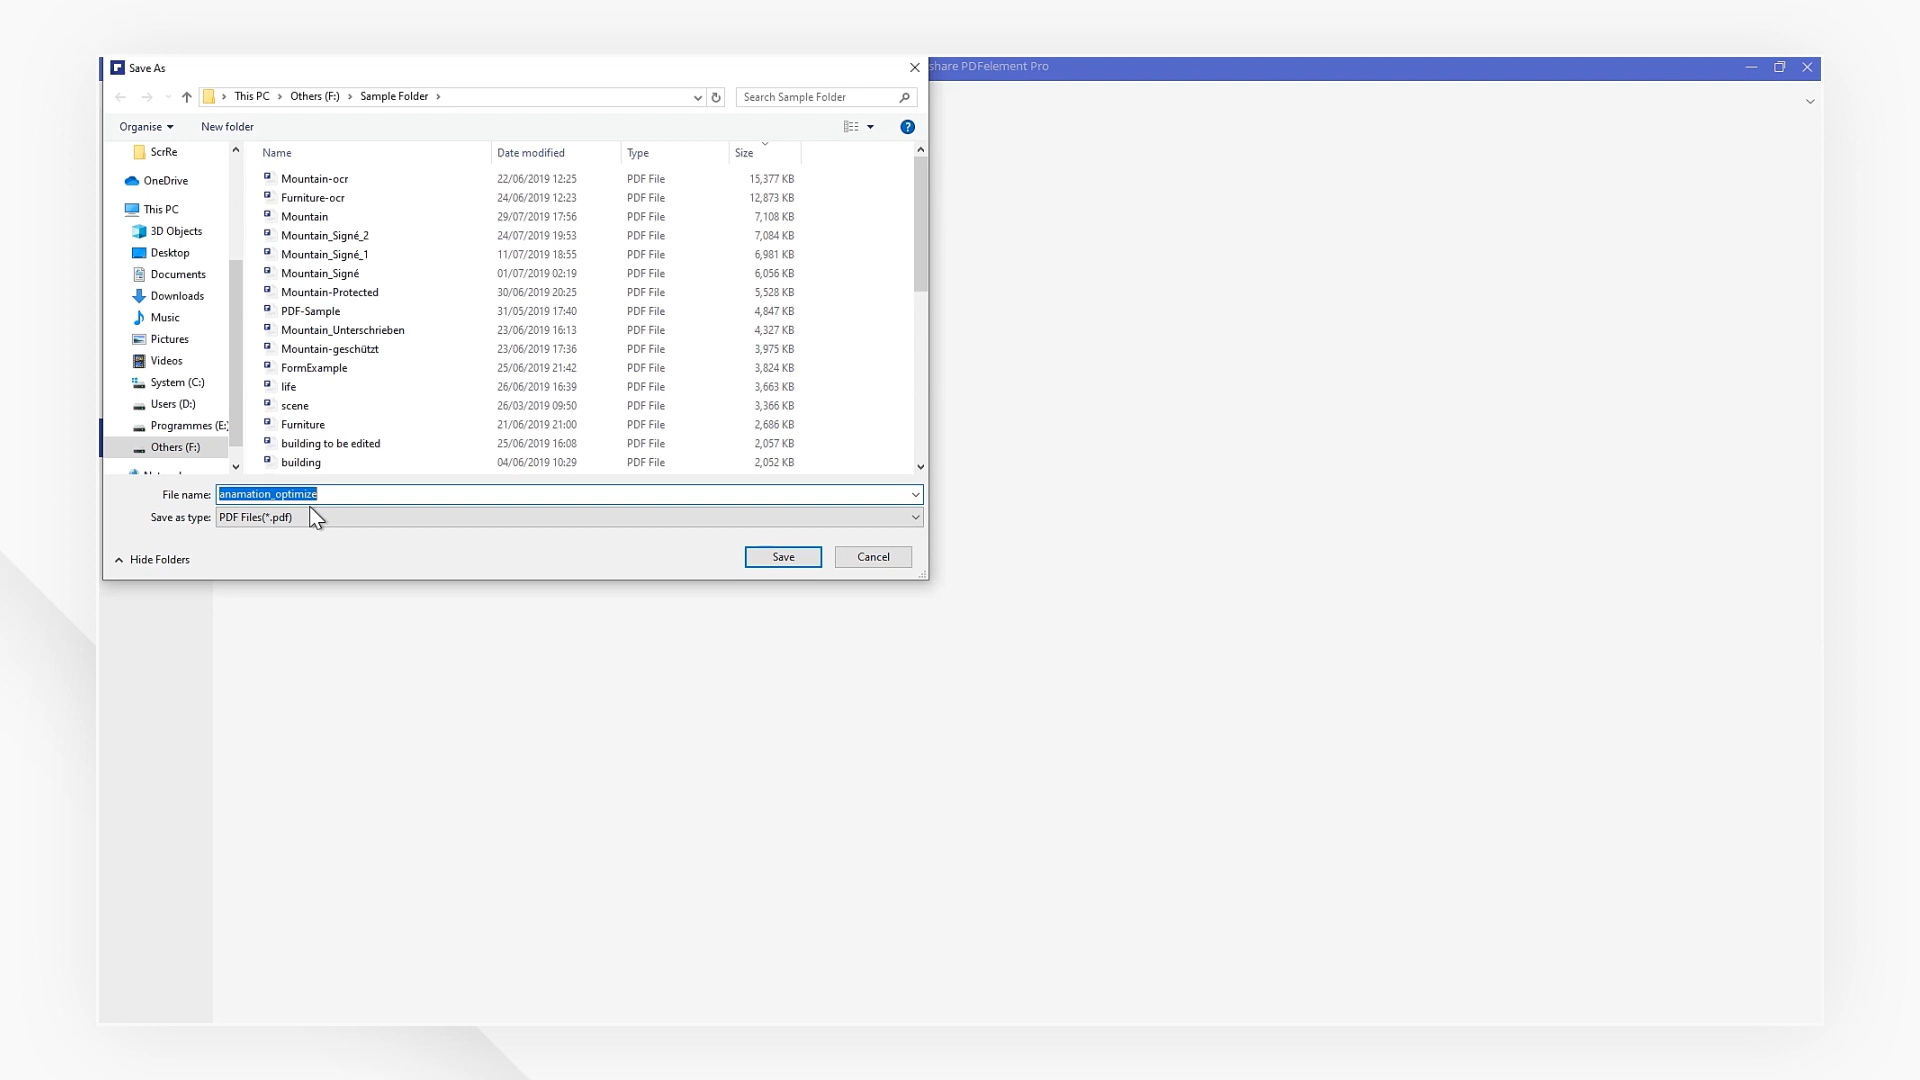 Save As
share PDFelement Pro
This PC > Others (F:) > Sample Folder >
Search Sample Folder
Organise
New folder
ScrRe
OneDrive
This PC
3D Objects
Desktop
Documents
Downloads
Music
Pictures
Videos
System (C:)
Users (D:)
Programmes (E:
Others (F:)
Name Date modified Type Size
Mountain-ocr 22/06/2019 12:25 PDF File 15,377 KB
Furniture-ocr 24/06/2019 12:23 PDF File 12,873 KB
Mountain 29/07/2019 17:56 PDF File 7,108 KB
Mountain_Signé_2 24/07/2019 19:53 PDF File 7,084 KB
Mountain_Signé_1 11/07/2019 18:55 PDF File 6,981 KB
Mountain_Signé 01/07/2019 02:19 PDF File 6,056 KB
Mountain-Protected 30/06/2019 20:25 PDF File 5,528 KB
PDF-Sample 31/05/2019 17:40 PDF File 4,847 KB
Mountain_Unterschrieben 23/06/2019 16:13 PDF File 4,327 KB
Mountain-geschützt 23/06/2019 17:36 PDF File 3,975 KB
FormExample 25/06/2019 21:42 PDF File 3,824 KB
life 26/06/2019 16:39 PDF File 3,663 KB
scene 26/03/2019 09:50 PDF File 3,366 KB
Furniture 21/06/2019 21:00 PDF File 2,686 KB
building to be edited 25/06/2019 16:08 PDF File 2,057 KB
building 04/06/2019 10:29 PDF File 2,052 KB
File name: anamation_optimize
Save as type: PDF Files(*.pdf)
Hide Folders
Save
Cancel